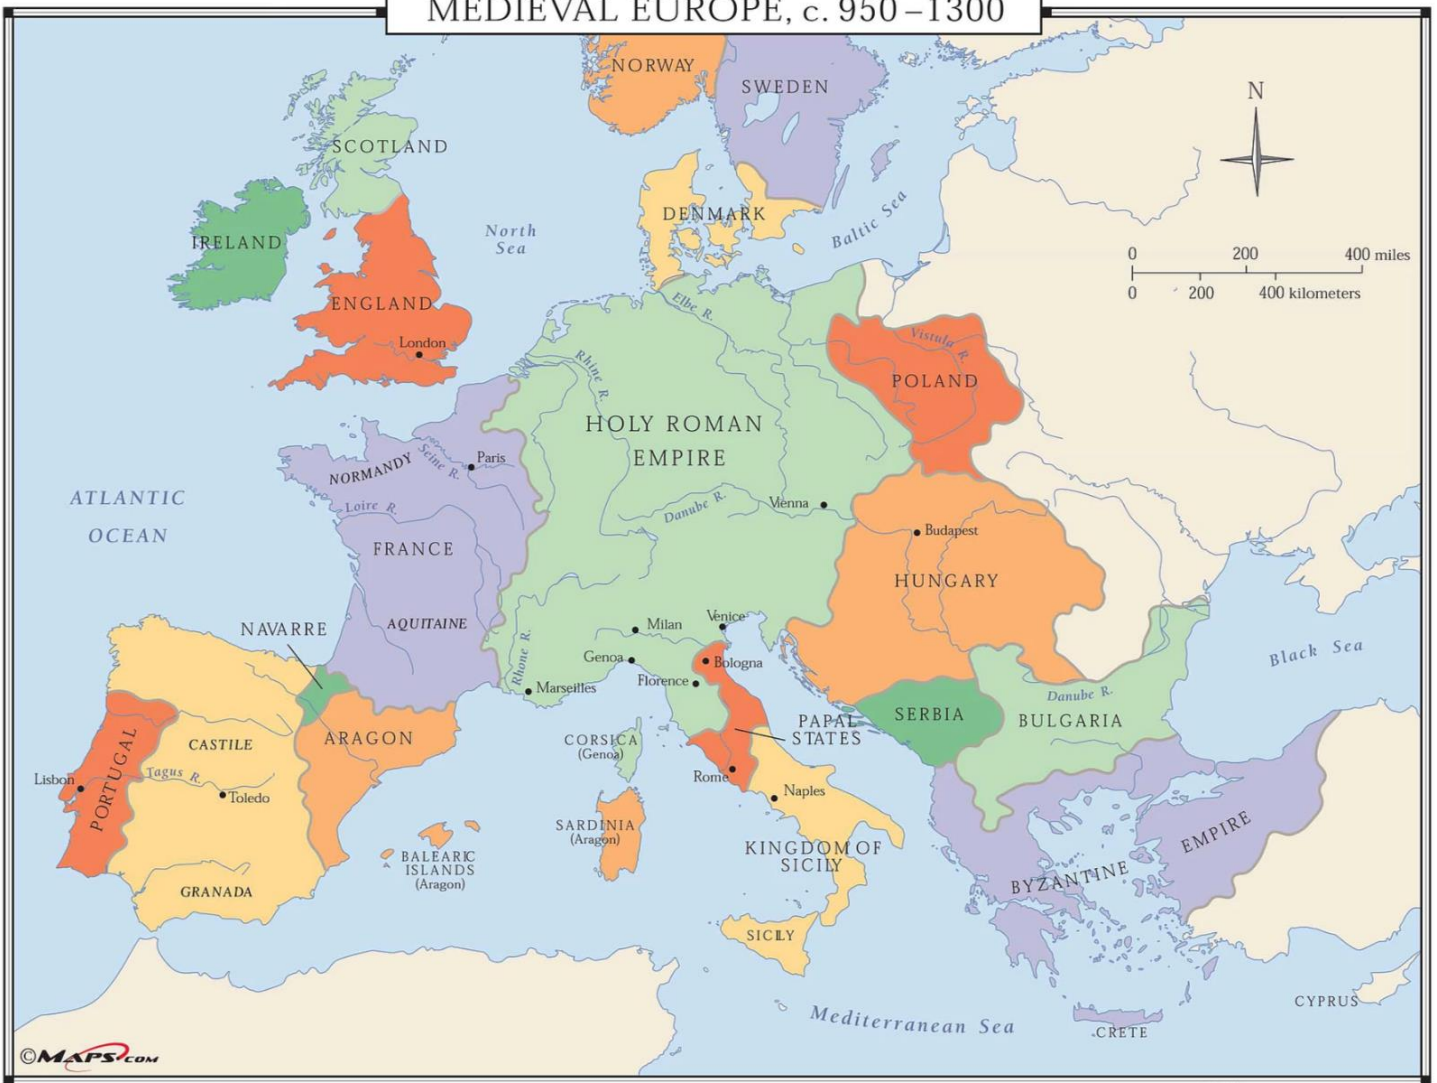 MEDIEVAL EUROPE, c. 950–1300
NORWAY
SWEDEN
N
SCOTLAND
DENMARK
Baltic Sea
IRELAND
North
Sea
0 200 400 miles
0 200 400 kilometers
ENGLAND
London
Elbe R.
Rhine R.
Vistula R.
POLAND
HOLY ROMAN
EMPIRE
NORMANDY
Seine R.
Paris
ATLANTIC
OCEAN
Loire R.
Danube R.
Vienna
Budapest
FRANCE
HUNGARY
AQUITAINE
NAVARRE
Milan
Venice
Genoa
Bologna
Rhone R.
Marseilles
Florence
Black Sea
Danube R.
SERBIA
BULGARIA
PAPAL
STATES
PORTUGAL
CASTILE
ARAGON
CORSICA
(Genoa)
Lisbon
Tagus R.
Toledo
Rome
Naples
SARDINIA
(Aragon)
BALEARIC
ISLANDS
(Aragon)
KINGDOM OF
SICILY
BYZANTINE
EMPIRE
GRANADA
SICILY
CYPRUS
Mediterranean Sea
CRETE
©MAPS.COM